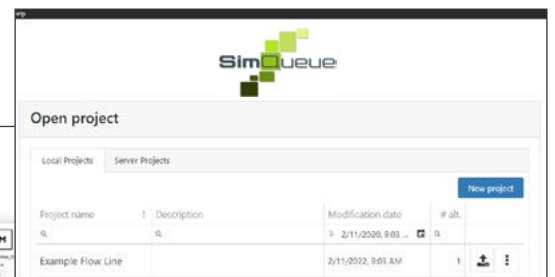 SimQueue
Open project
Local Projects Server Projects
New project
Project name Description Modification date # alt.
2/11/2020, 9:03 ...
Example Flow Line 2/11/2022, 9:03 AM 1
M